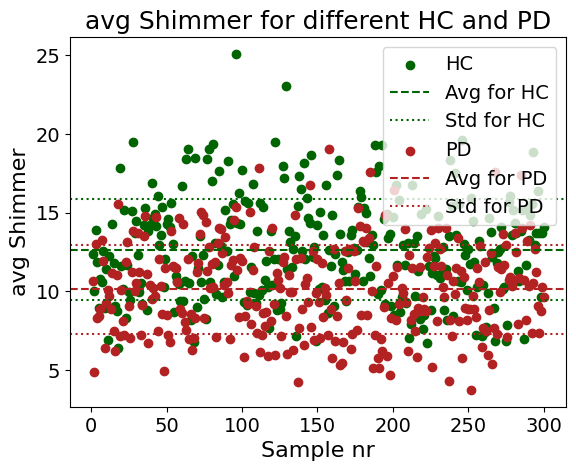 avg Shimmer for different HC and PD
HC
Avg for HC
Std for HC
PD
Avg for PD
Std for PD
avg Shimmer
25
20
15
10
5
0
50
100
150
200
250
300
Sample nr